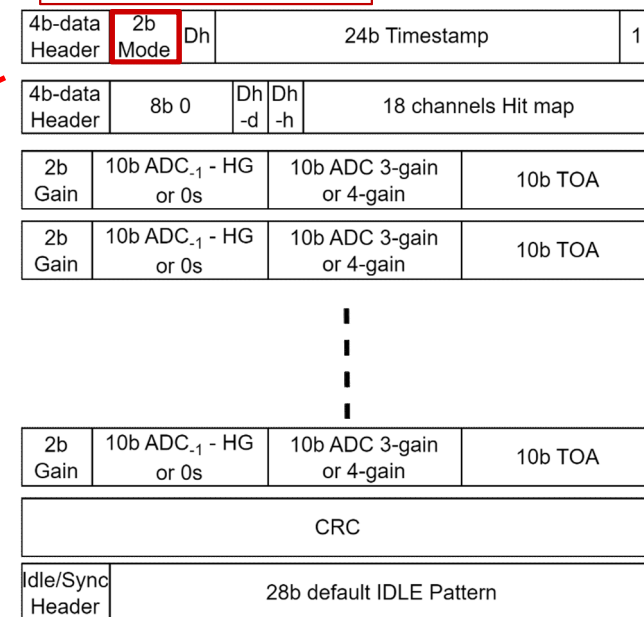 4b-data Header 2b Mode Dh 24b Timestamp 1
4b-data Header 8b 0 Dh -d Dh -h 18 channels Hit map
2b Gain 10b ADC-1 - HG or 0s 10b ADC 3-gain or 4-gain 10b TOA
2b Gain 10b ADC-1 - HG or 0s 10b ADC 3-gain or 4-gain 10b TOA
2b Gain 10b ADC-1 - HG or 0s 10b ADC 3-gain or 4-gain 10b TOA
CRC
Idle/Sync Header 28b default IDLE Pattern